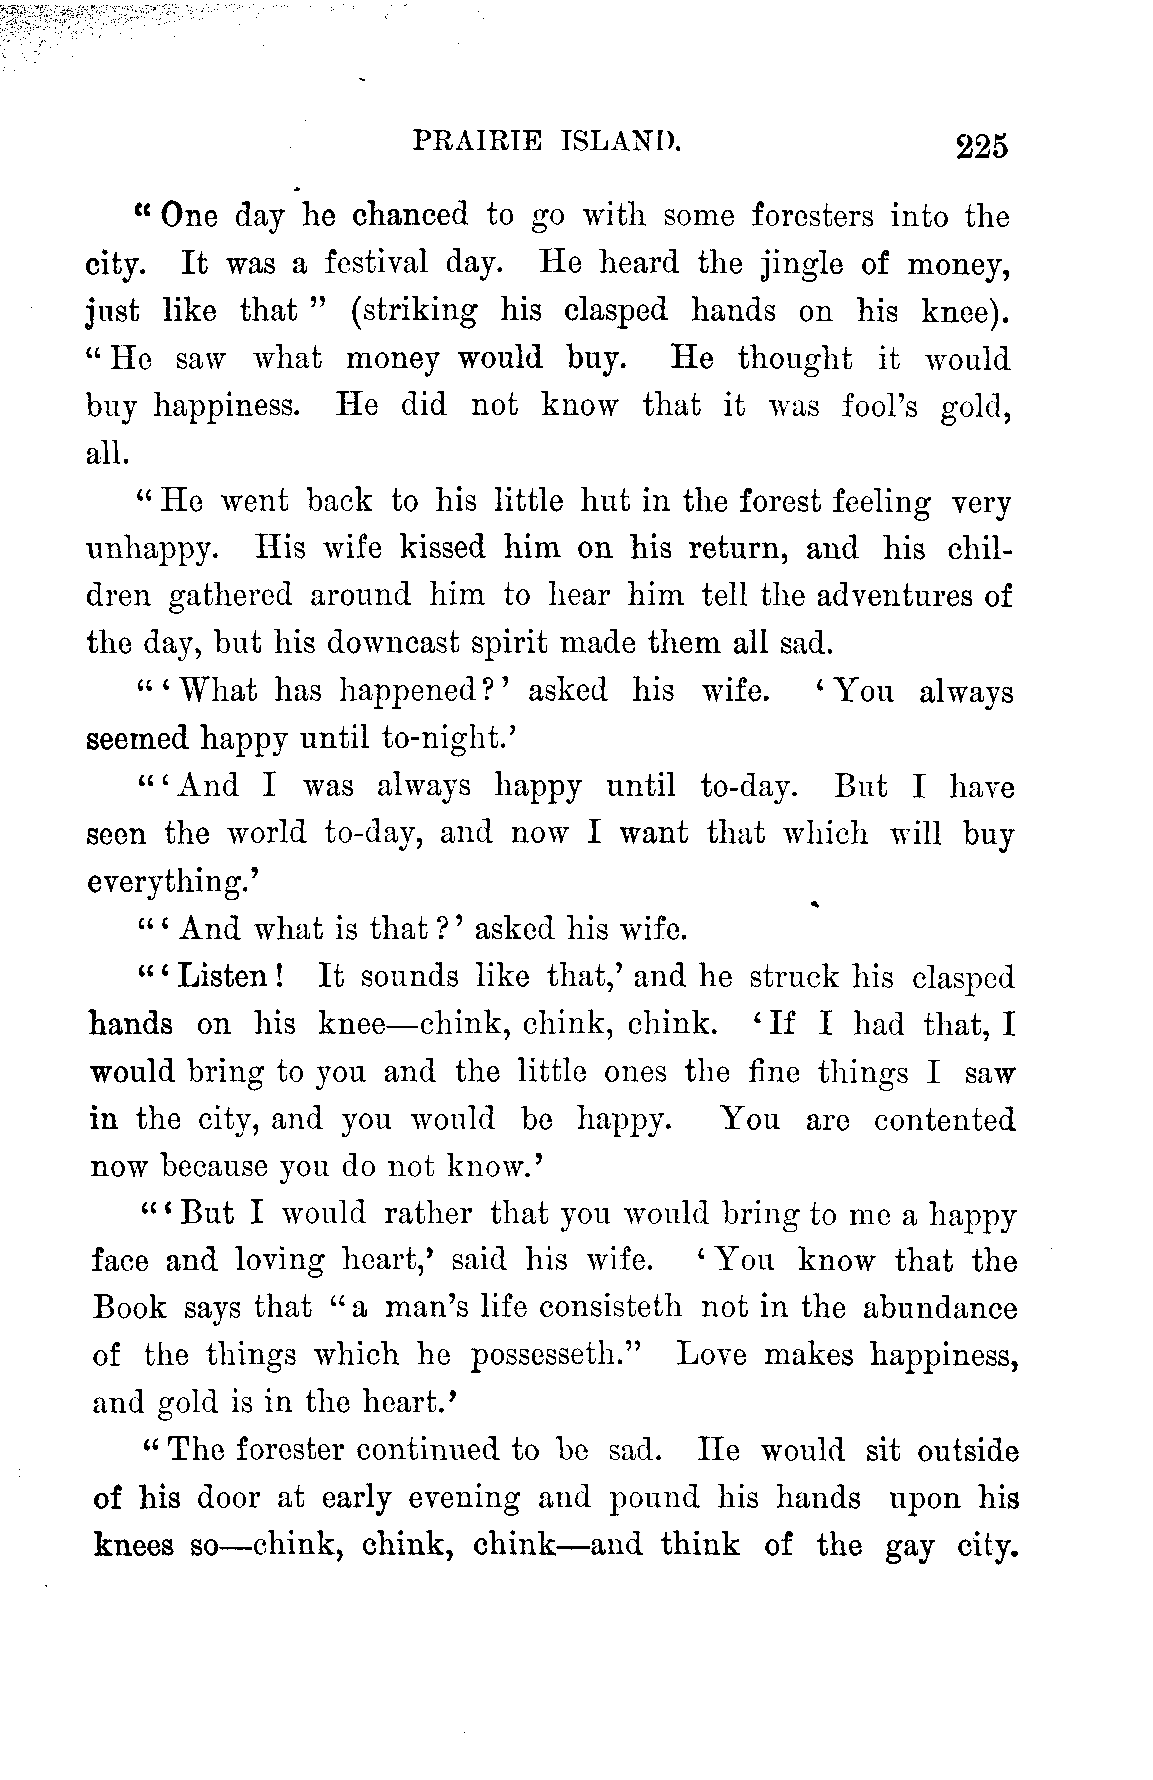 PRAIRIE ISLAND. 225
“ One day he chanced to go with some foresters into the
city. It was a festival day. He heard the jingle of money,
just like that ” (striking his clasped hands on his knee).
“ He saw what money would buy. He thought it would
buy happiness. He did not know that it was fool's gold,
all.
“ He went back to his little hut in the forest feeling very
unhappy. His wife kissed him on his return, and his chil-
dren gathered around him to hear him tell the adventures of
the day, but his downcast spirit made them all sad.
“ ‘ What has happened? ’ asked his wife. ‘ You always
seemed happy until to-night.’
“ ‘ And I was always happy until to-day. But I have
seen the world to-day, and now I want that which will buy
everything.’
“ ‘ And what is that ? ’ asked his wife.
“ ‘ Listen ! It sounds like that,’ and he struck his clasped
hands on his knee—chink, chink, chink. ‘ If I had that, I
would bring to you and the little ones the fine things I saw
in the city, and you would be happy. You are contented
now because you do not know.’
“ ‘ But I would rather that you would bring to me a happy
face and loving heart,’ said his wife. ‘ You know that the
Book says that “ a man's life consisteth not in the abundance
of the things which he possesseth.” Love makes happiness,
and gold is in the heart.’
“ The forester continued to be sad. He would sit outside
of his door at early evening and pound his hands upon his
knees so—chink, chink, chink—and think of the gay city.